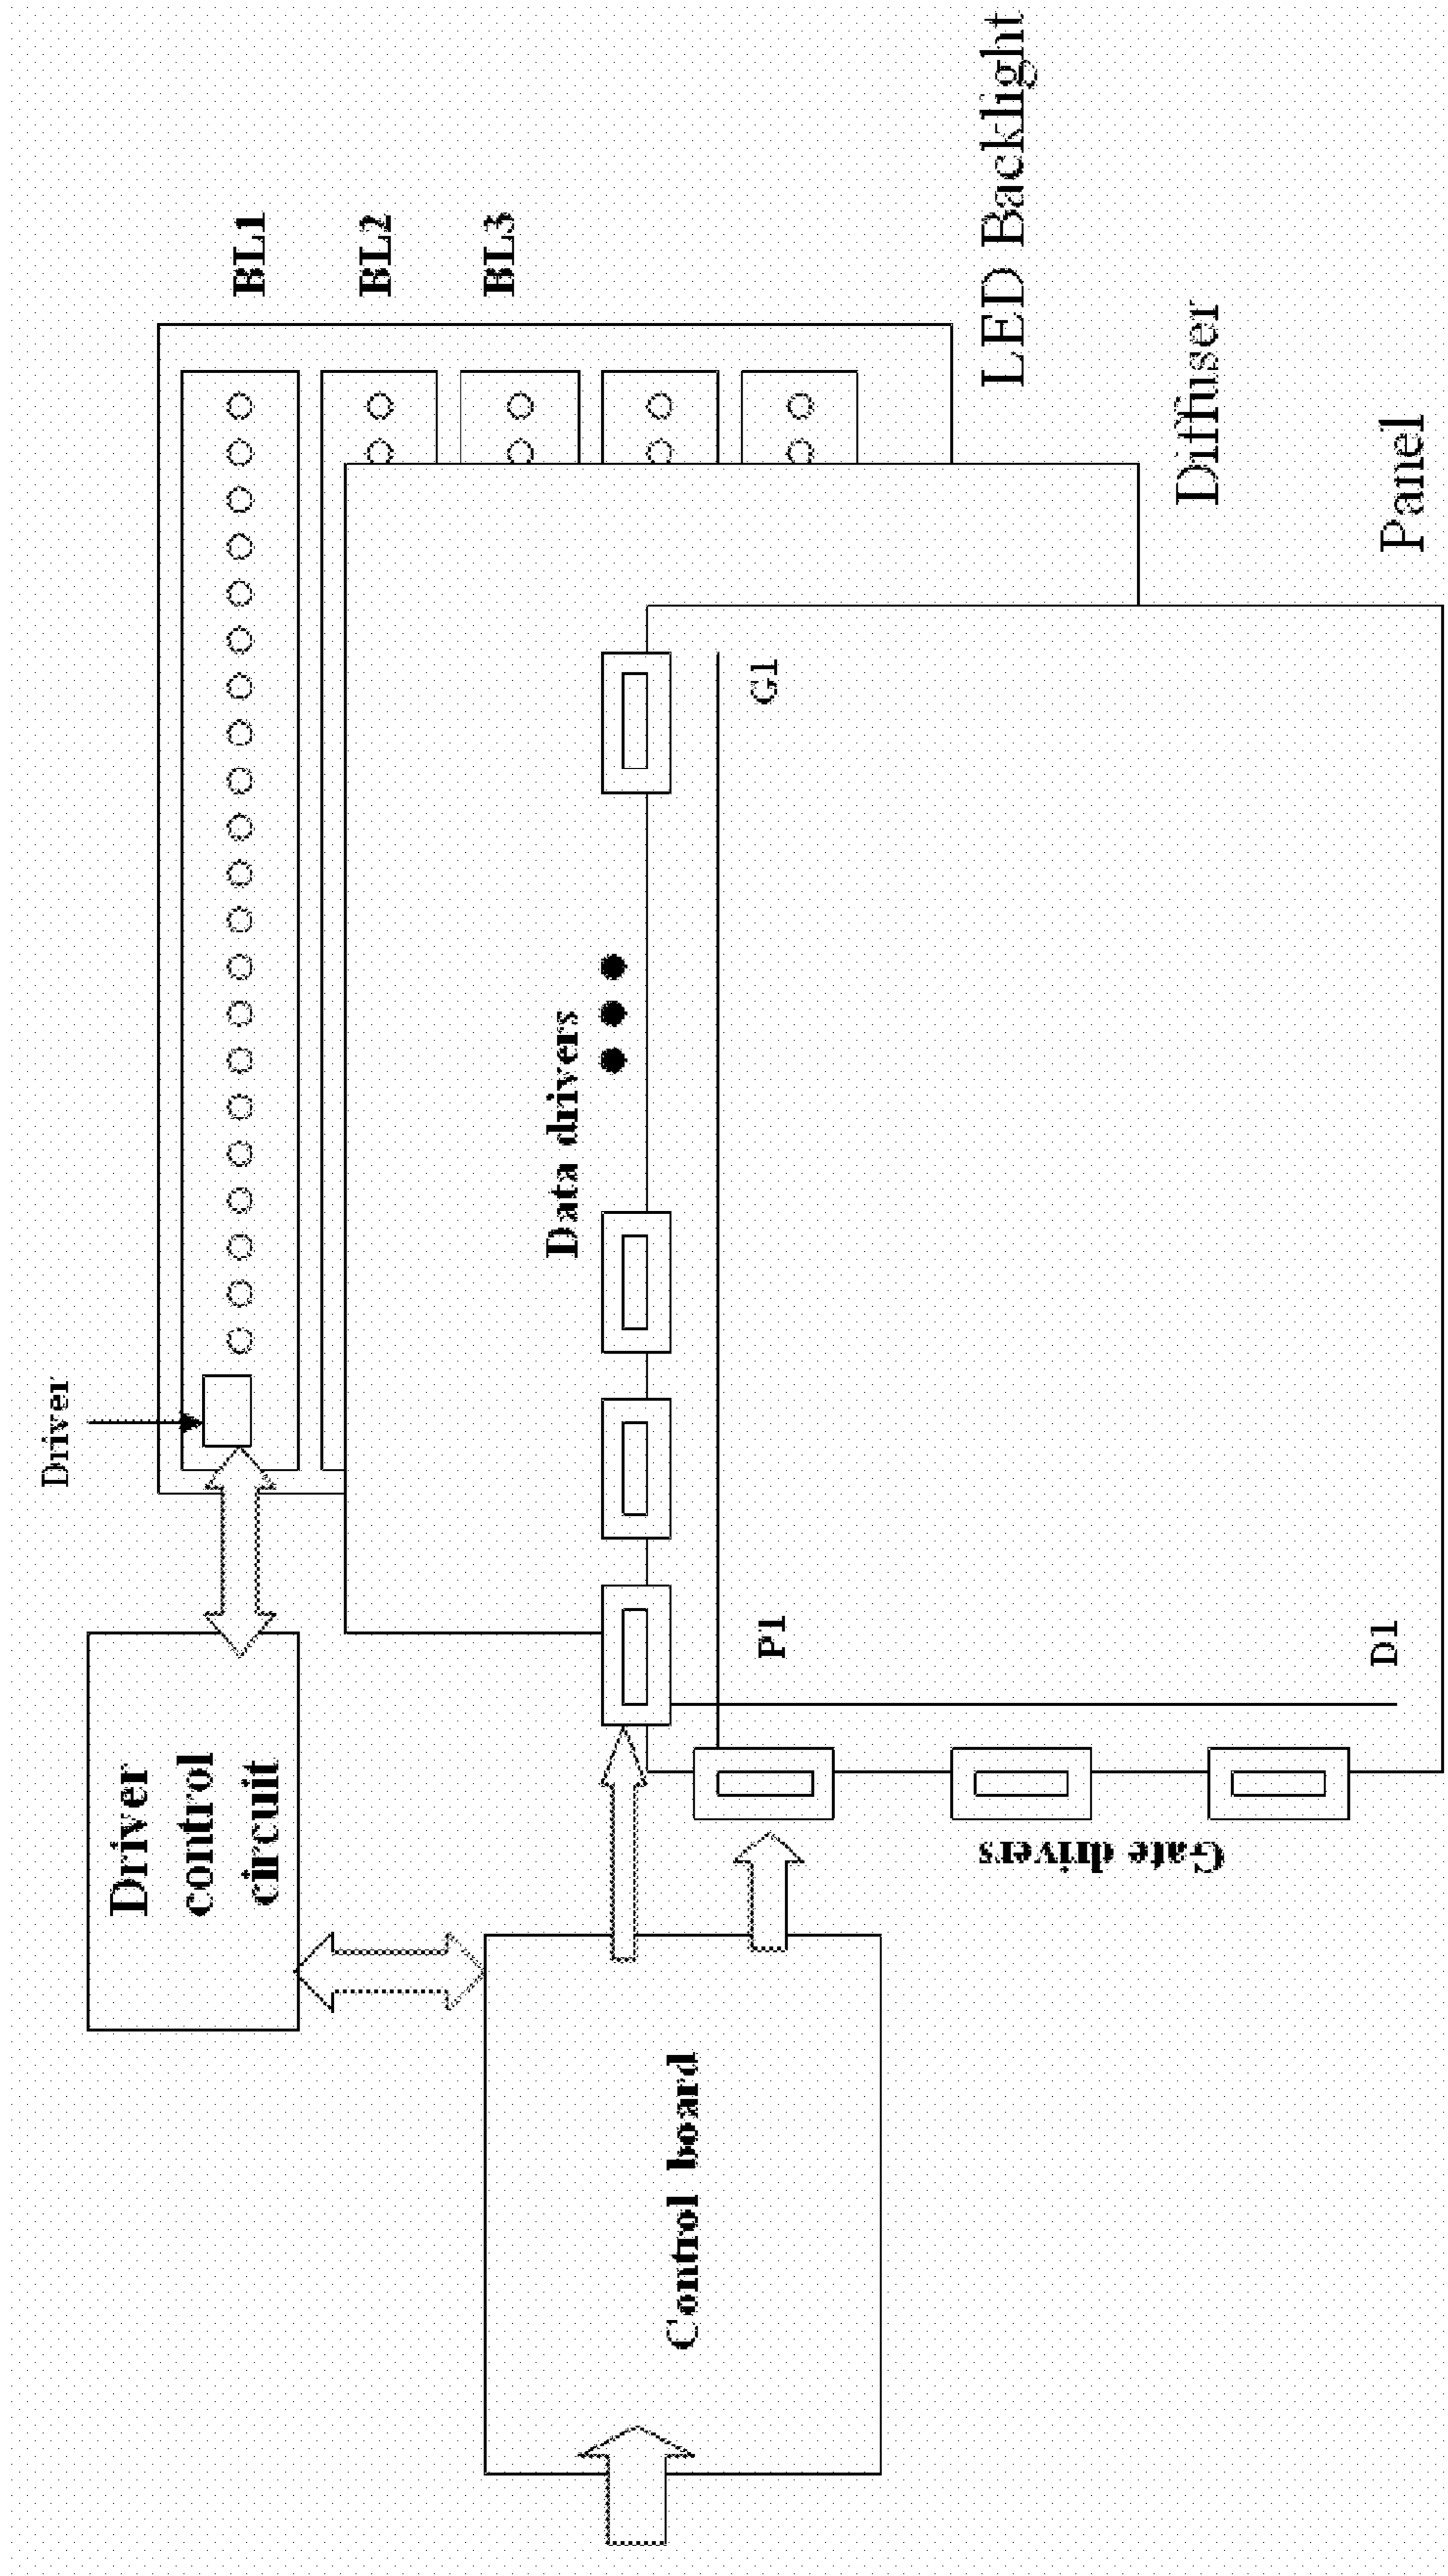 Driver
Driver
control
circuit
BL1
BL2
BL3
Data drivers
Control board
P1
G1
Gate drivers
D1
LED Backlight
Diffuser
Panel